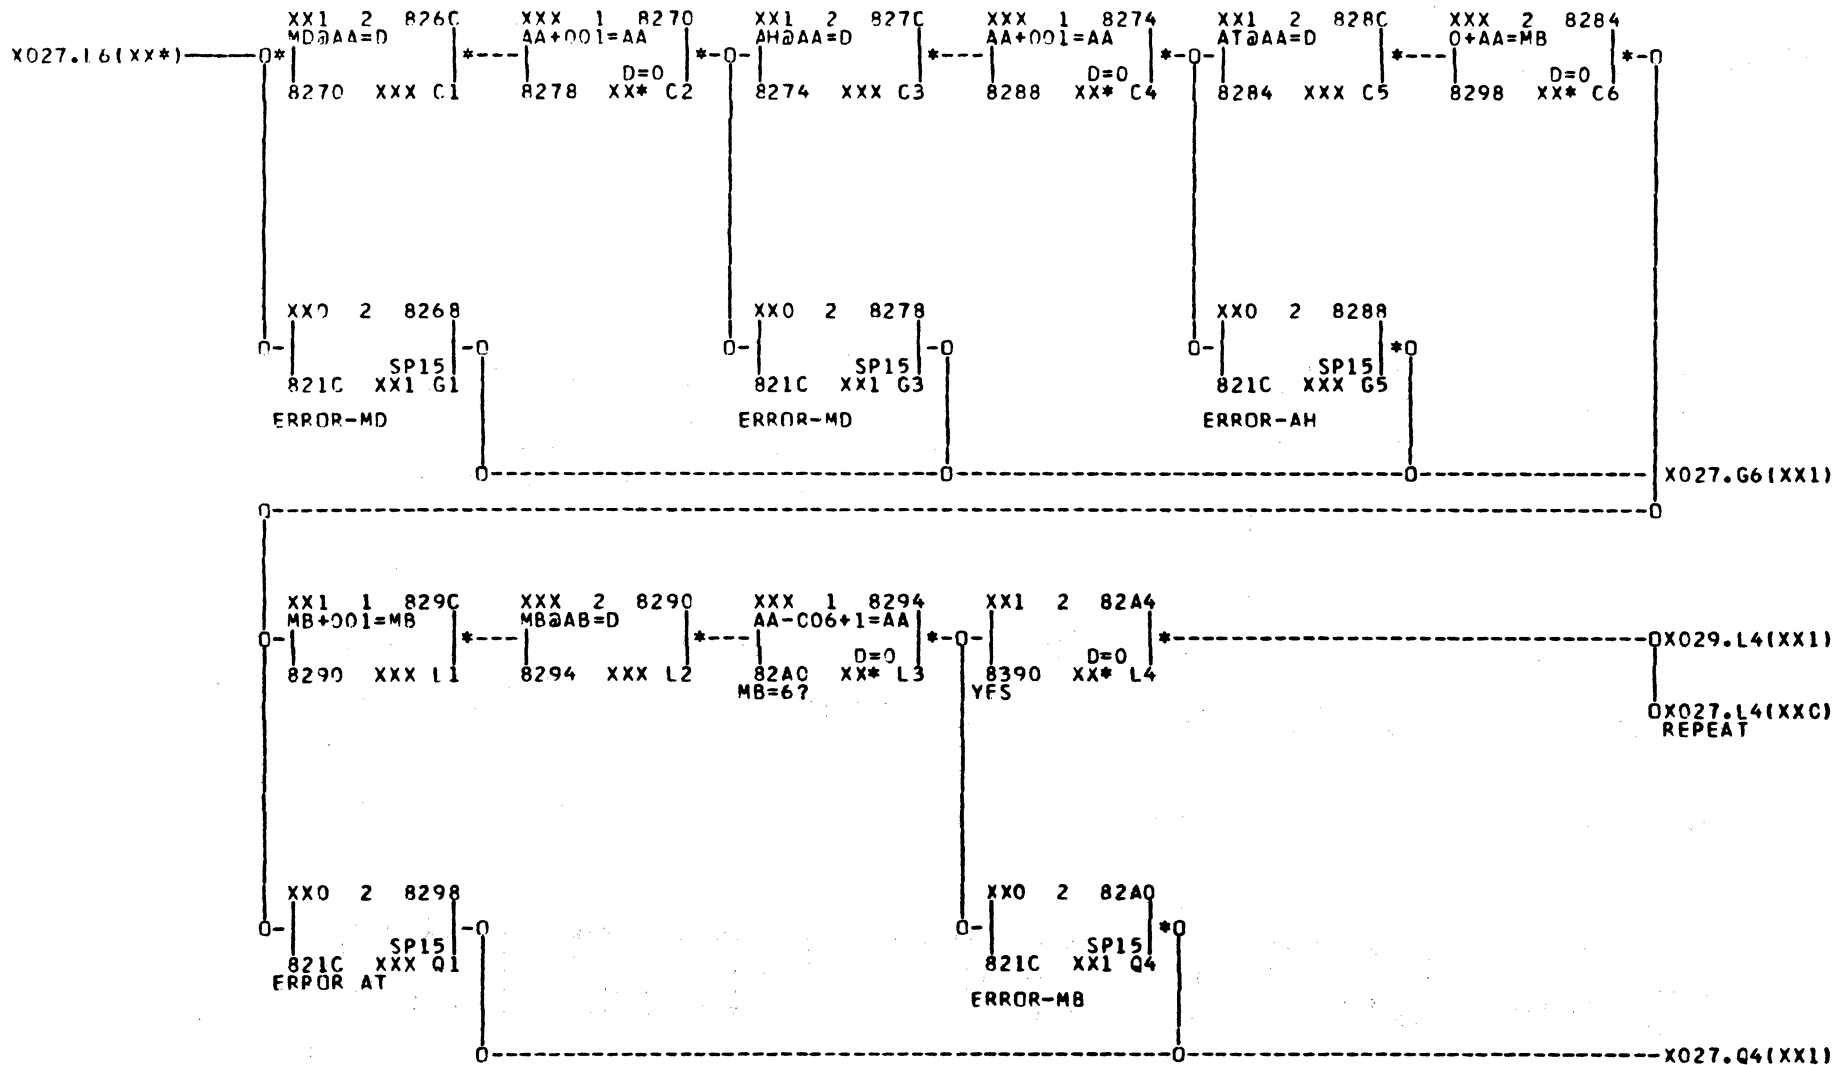 XX1 2 826C XXX 1 8270 XX1 2 827C XXX 1 8274 XX1 2 828C XXX 2 8284
MD@AA=D AA+001=AA AH@AA=D AA+001=AA AT@AA=D 0+AA=MB
X027.L6(XX*)
D=0 D=0 D=0
8270 XXX C1 8278 XX* C2 8274 XXX C3 8288 XX* C4 8284 XXX C5 8298 XX* C6
XX0 2 8268 XX0 2 8278 XX0 2 8288
SP15 SP15 SP15
821C XX1 G1 821C XX1 G3 821C XXX G5
ERROR-MD ERROR-MD ERROR-AH
X027.G6(XX1)
XX1 1 829C XXX 2 8290 XXX 1 8294 XX1 2 82A4
MB+001=MB MB@AB=D AA-C06+1=AA
X029.L4(XX1)
D=0 D=0
8290 XXX L1 8294 XXX L2 82A0 XX* L3 8390 XX* L4
MB=6? YES
X027.L4(XXC)
REPEAT
XX0 2 8298 XX0 2 82A0
SP15 SP15
821C XXX Q1 821C XX1 Q4
ERROR AT
ERROR-MB
X027.Q4(XX1)